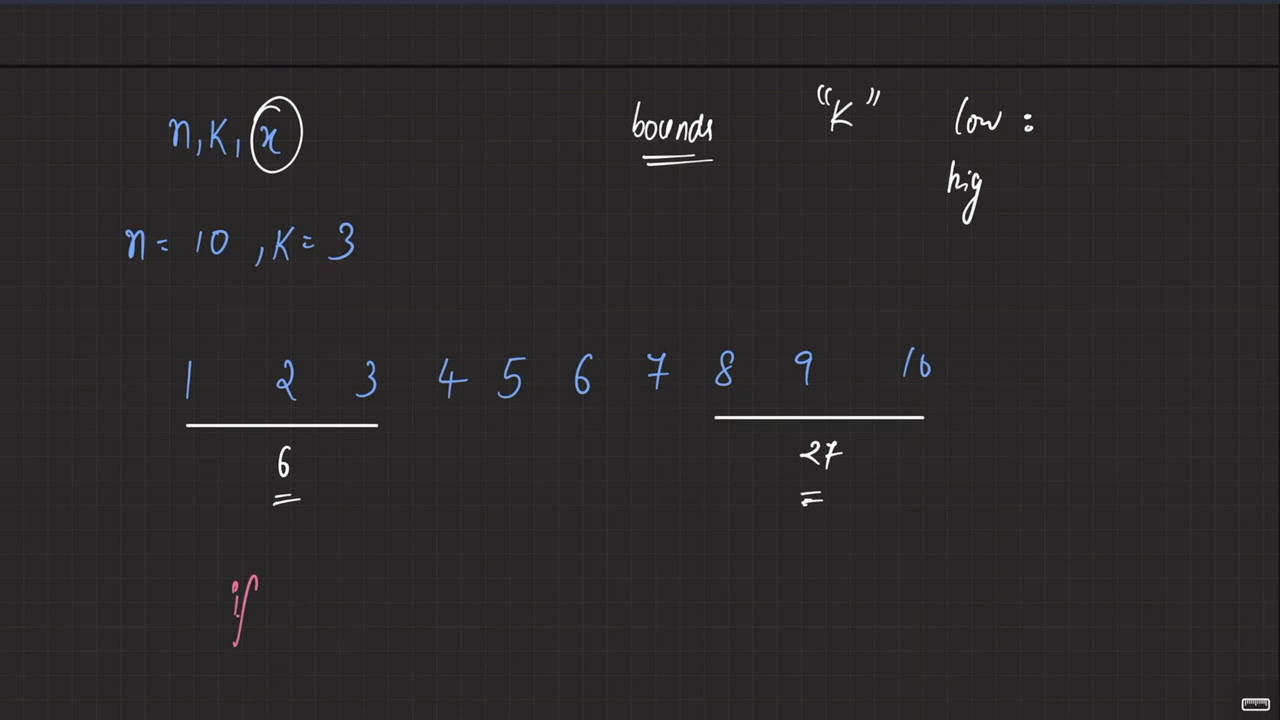 n, K, x
bounds
"K"
low :
hig
n = 10 , K = 3
1 2 3 4 5 6 7 8 9 10
6
27
if